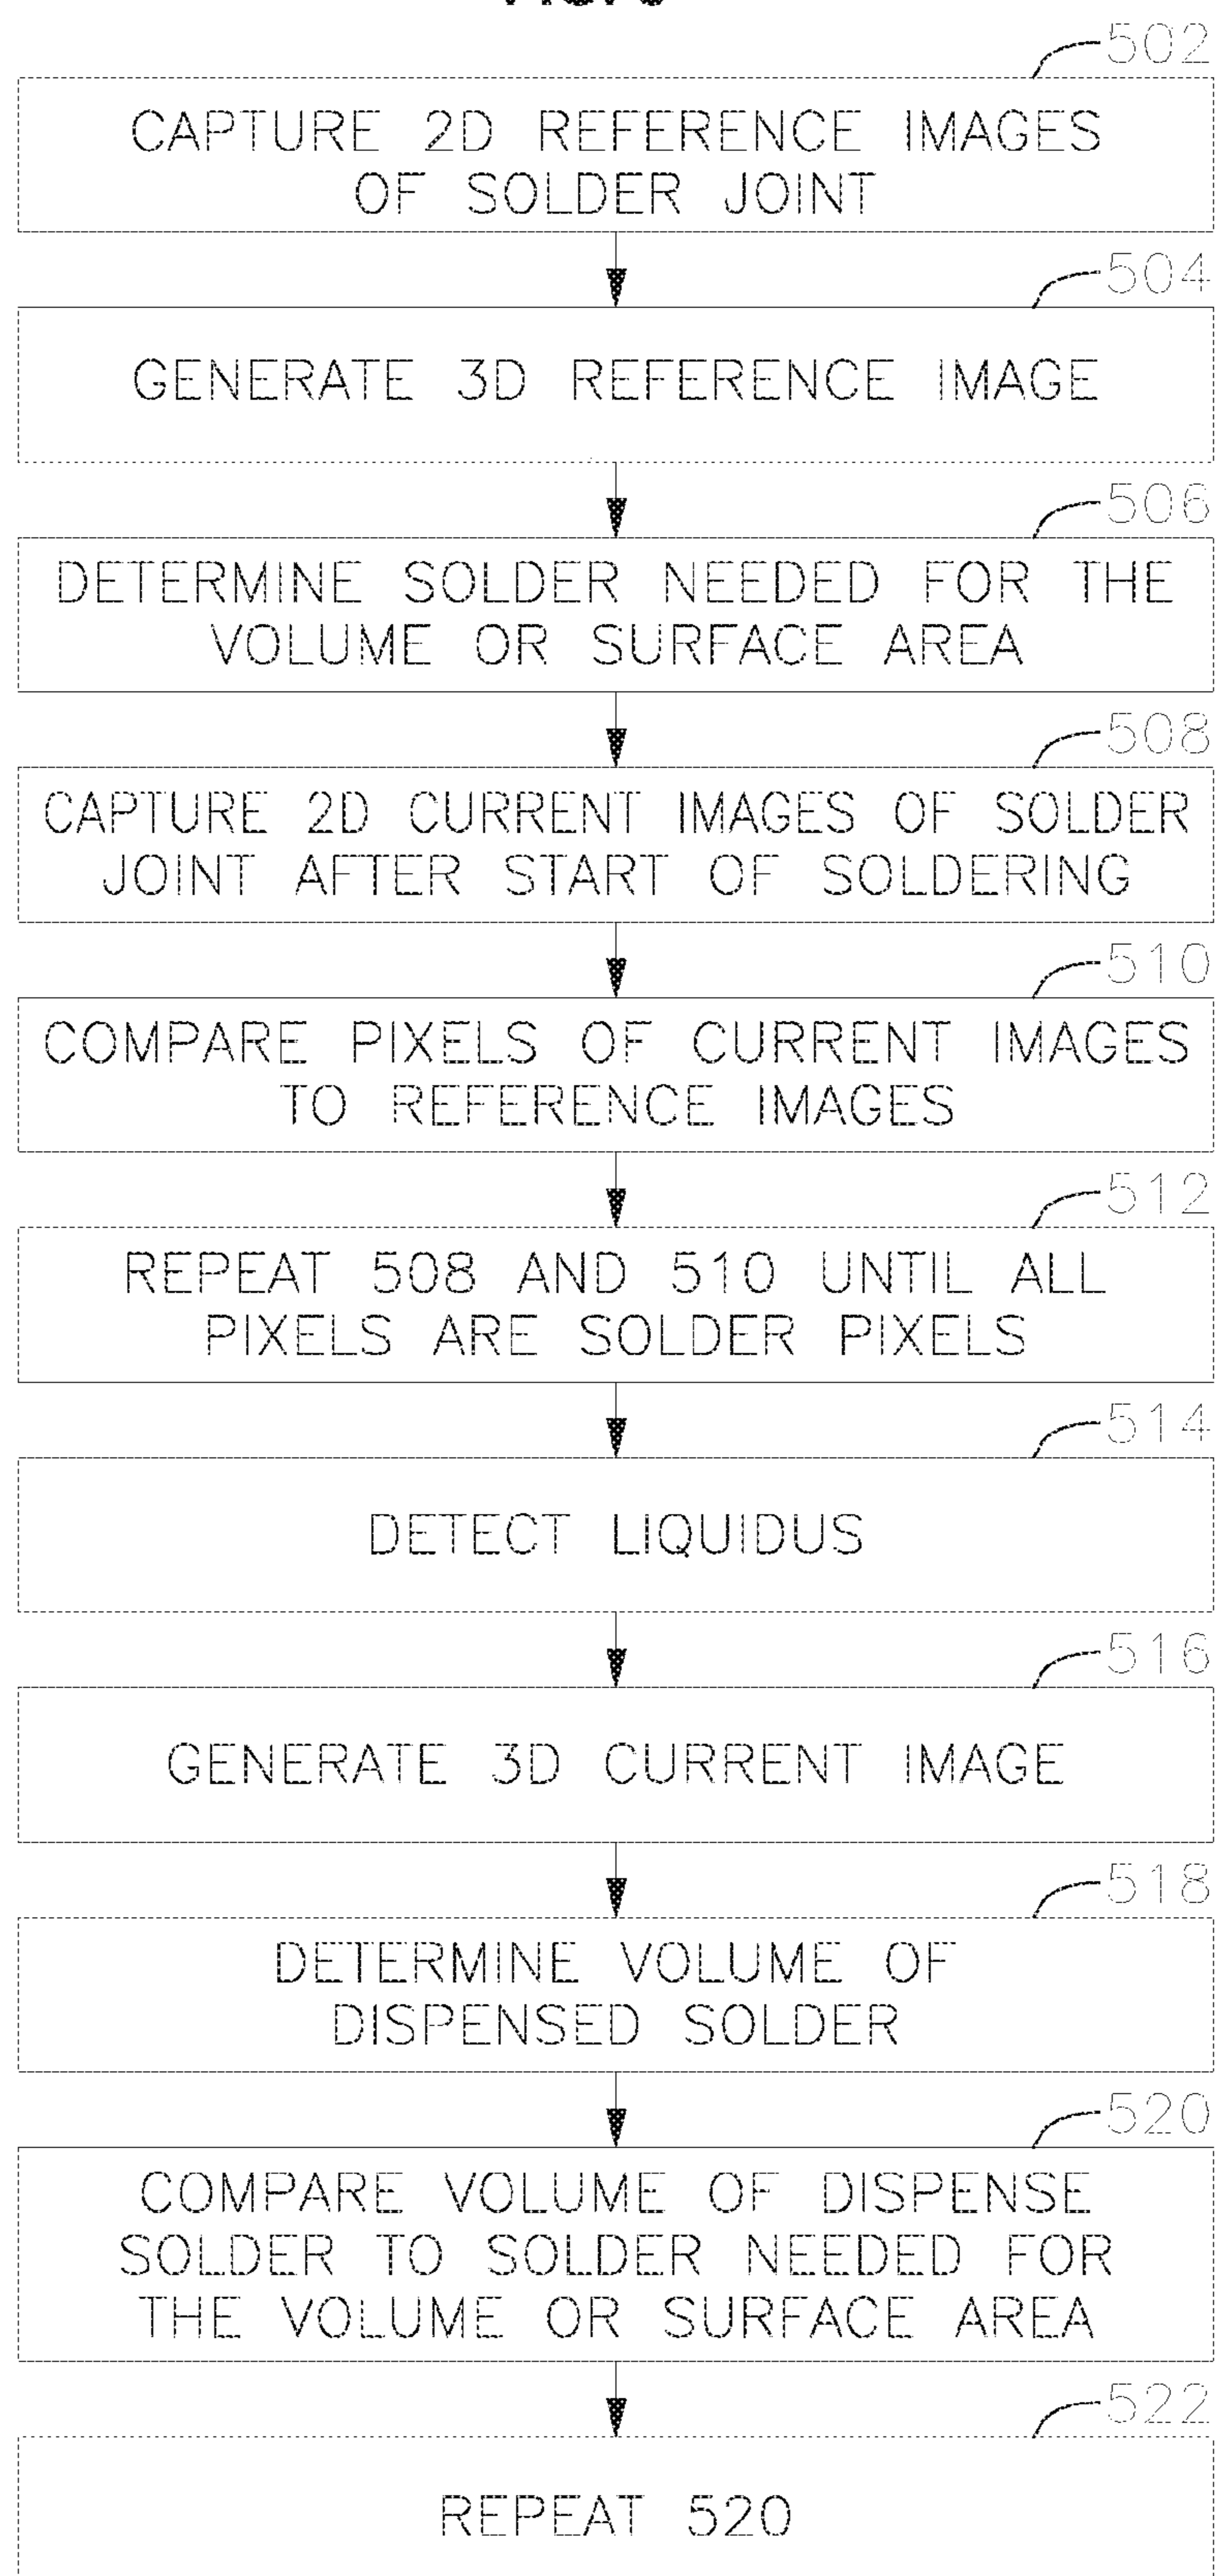 502
CAPTURE 2D REFERENCE IMAGES
OF SOLDER JOINT
504
GENERATE 3D REFERENCE IMAGE
506
DETERMINE SOLDER NEEDED FOR THE
VOLUME OR SURFACE AREA
508
CAPTURE 2D CURRENT IMAGES OF SOLDER
JOINT AFTER START OF SOLDERING
510
COMPARE PIXELS OF CURRENT IMAGES
TO REFERENCE IMAGES
512
REPEAT 508 AND 510 UNTIL ALL
PIXELS ARE SOLDER PIXELS
514
DETECT LIQUIDUS
516
GENERATE 3D CURRENT IMAGE
518
DETERMINE VOLUME OF
DISPENSED SOLDER
520
COMPARE VOLUME OF DISPENSE
SOLDER TO SOLDER NEEDED FOR
THE VOLUME OR SURFACE AREA
522
REPEAT 520